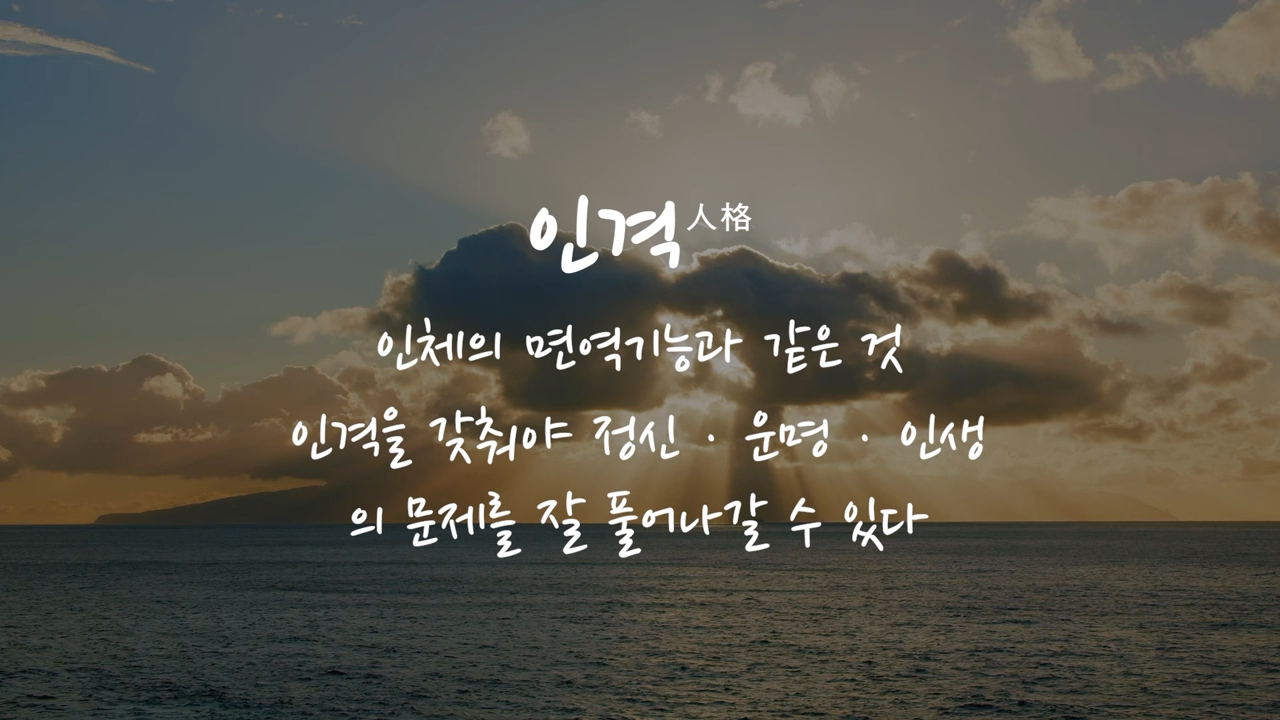 인격人格
인체의 면역기능과 같은 것
인격을 갖춰야 정신 · 운명 · 인생
의 문제를 잘 풀어나갈 수 있다